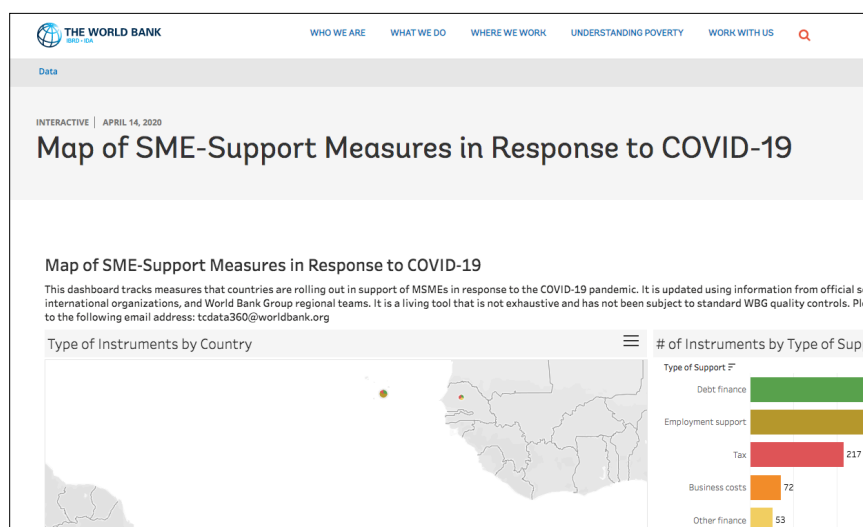 THE WORLD BANK
IBRD • IDA
WHO WE ARE WHAT WE DO WHERE WE WORK UNDERSTANDING POVERTY WORK WITH US
Data
INTERACTIVE | APRIL 14, 2020
Map of SME-Support Measures in Response to COVID-19
Map of SME-Support Measures in Response to COVID-19
This dashboard tracks measures that countries are rolling out in support of MSMEs in response to the COVID-19 pandemic. It is updated using information from official
international organizations, and World Bank Group regional teams. It is a living tool that is not exhaustive and has not been subject to standard WBG quality controls.
to the following email address: tcdata360@worldbank.org
Type of Instruments by Country
# of Instruments by Type of Sup
Type of Support
Debt finance
Employment support
Tax 217
Business costs 72
Other finance 53